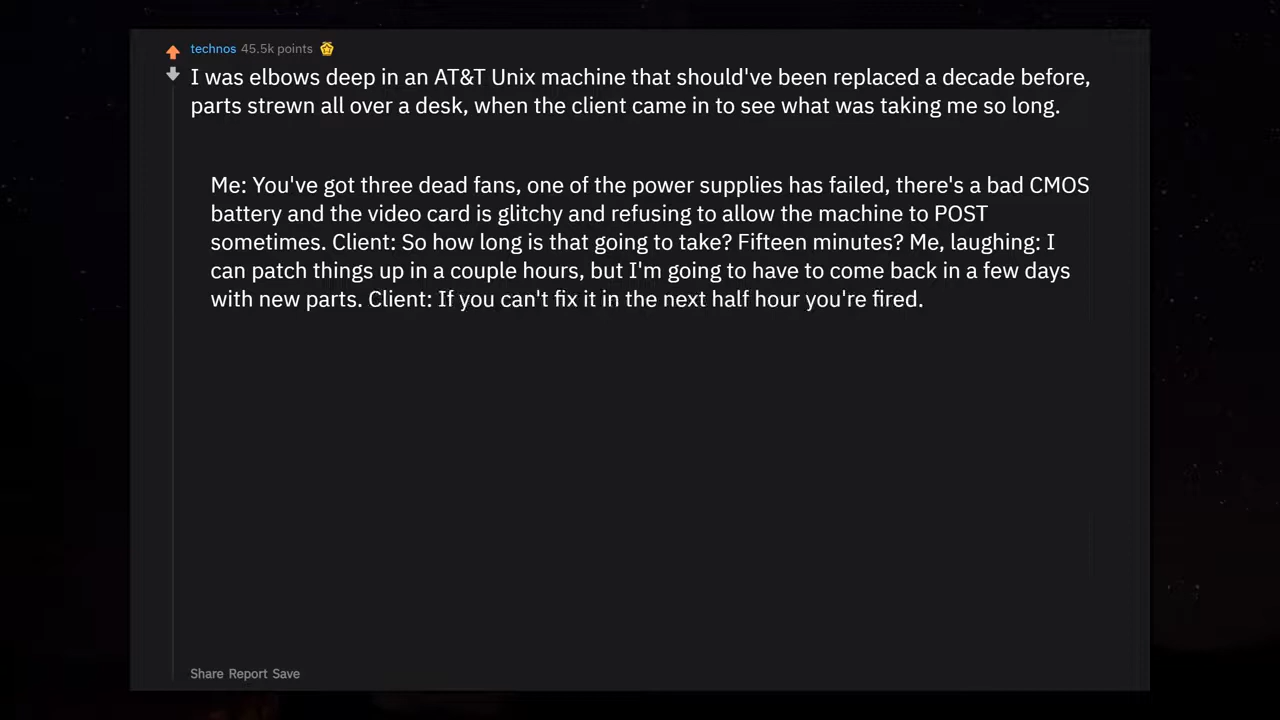 technos 45.5k points
I was elbows deep in an AT&T Unix machine that should've been replaced a decade before,
parts strewn all over a desk, when the client came in to see what was taking me so long.
Me: You've got three dead fans, one of the power supplies has failed, there's a bad CMOS
battery and the video card is glitchy and refusing to allow the machine to POST
sometimes. Client: So how long is that going to take? Fifteen minutes? Me, laughing: I
can patch things up in a couple hours, but I'm going to have to come back in a few days
with new parts. Client: If you can't fix it in the next half hour you're fired.
Share Report Save